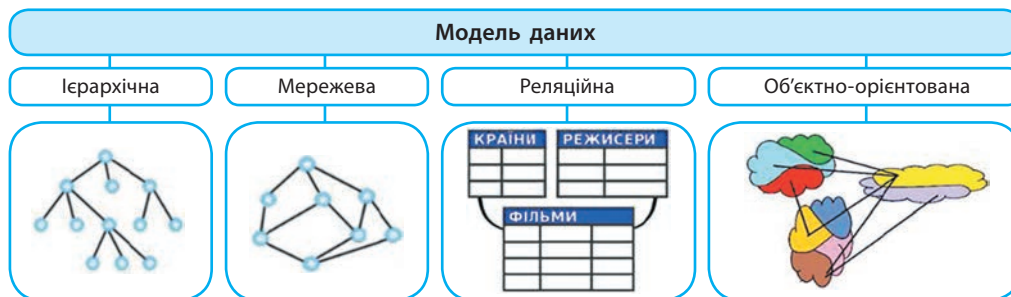 Модель даних
Ієрархічна
Мережева
Реляційна
Об'єктно-орієнтована
КРАЇНИ
РЕЖИСЕРИ
ФІЛЬМИ